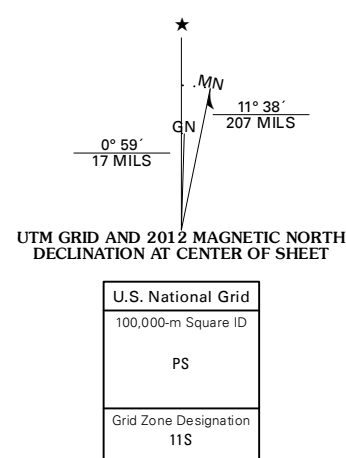 ★
MN
11° 38´
207 MILS
GN
0° 59´
17 MILS
UTM GRID AND 2012 MAGNETIC NORTH
DECLINATION AT CENTER OF SHEET
U.S. National Grid
100,000-m Square ID
PS
Grid Zone Designation
11S